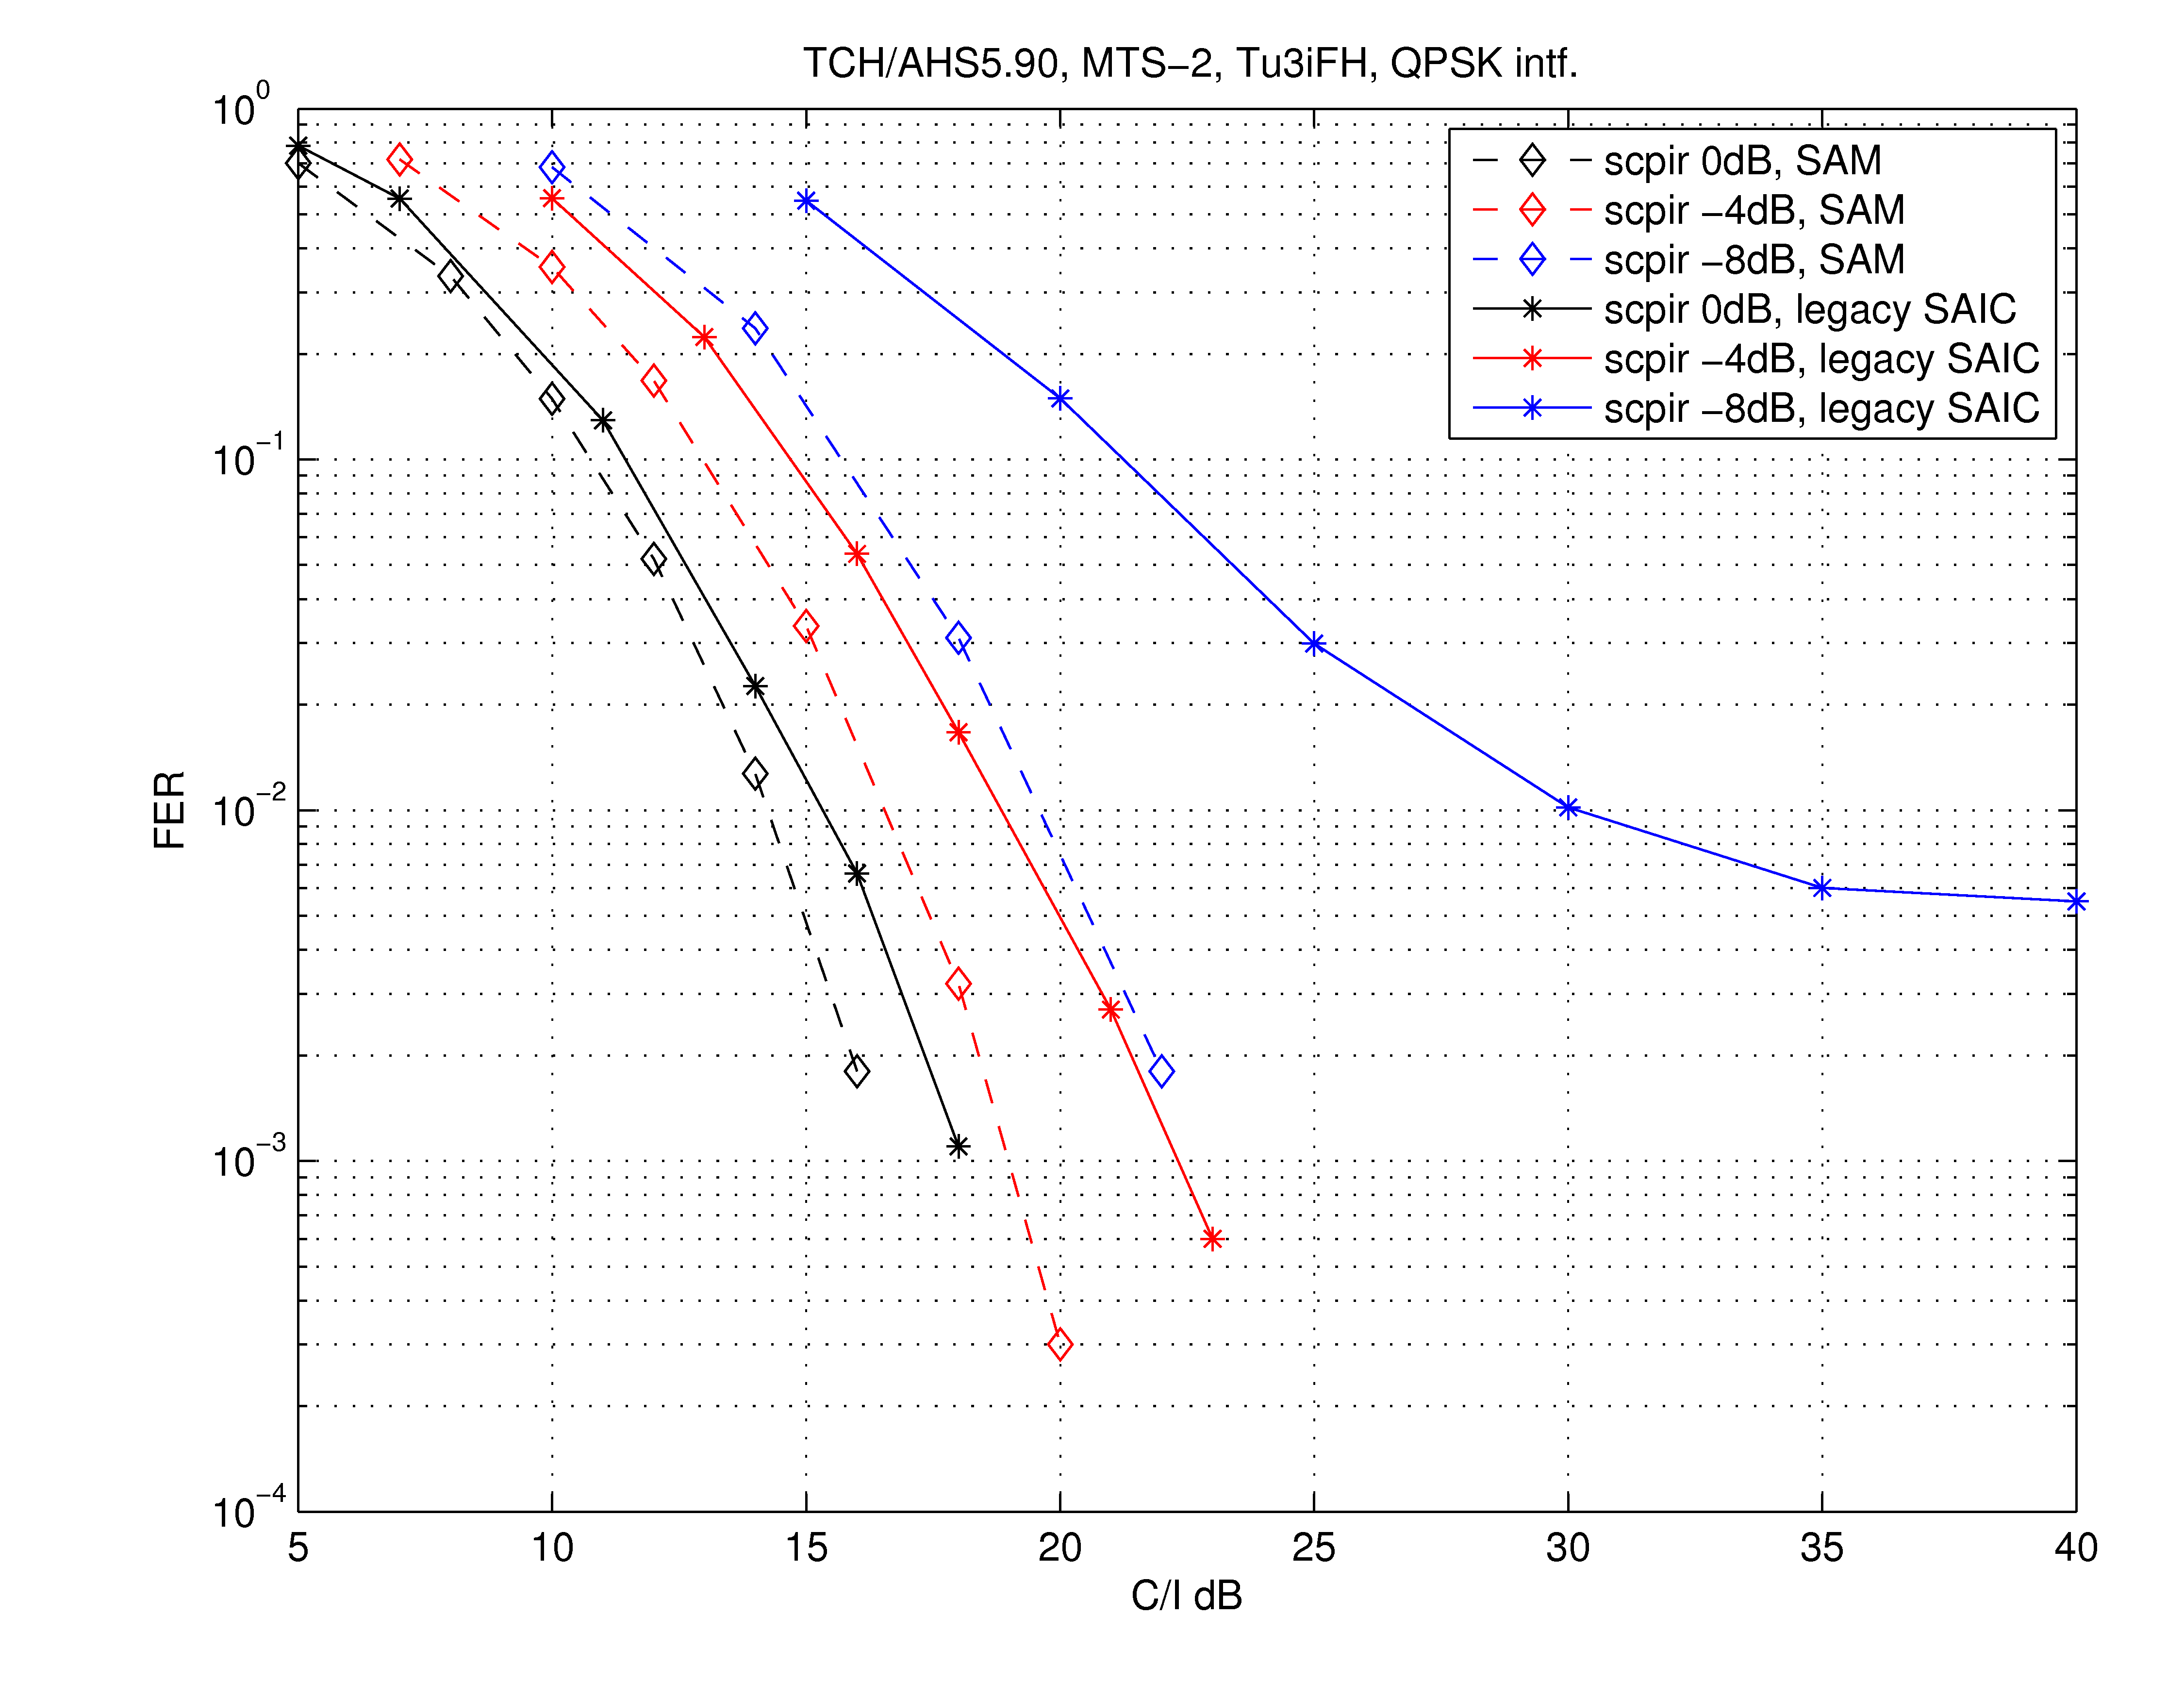 TCH/AHS5.90, MTS−2, Tu3iFH, QPSK intf.
10^0
10^−1
10^−2
10^−3
10^−4
FER
scpir 0dB, SAM
scpir −4dB, SAM
scpir −8dB, SAM
scpir 0dB, legacy SAIC
scpir −4dB, legacy SAIC
scpir −8dB, legacy SAIC
5 10 15 20 25 30 35 40
C/I dB